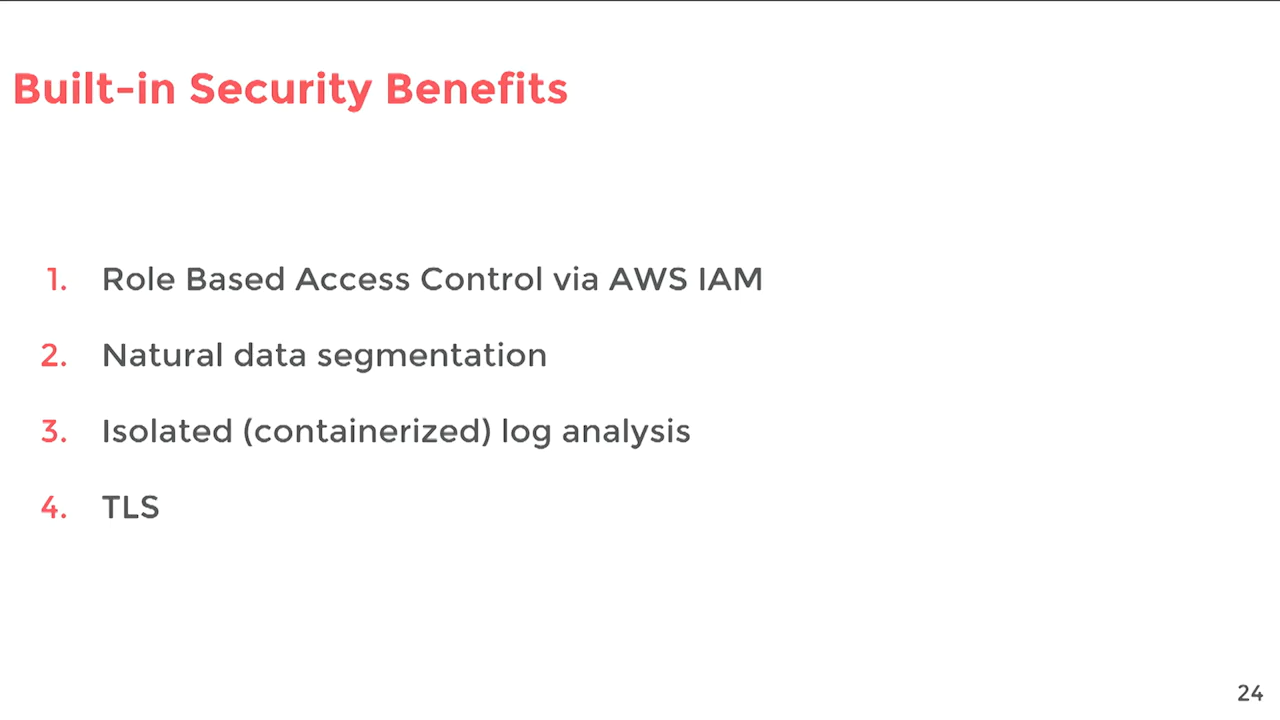 Built-in Security Benefits
1. Role Based Access Control via AWS IAM
2. Natural data segmentation
3. Isolated (containerized) log analysis
4. TLS
24